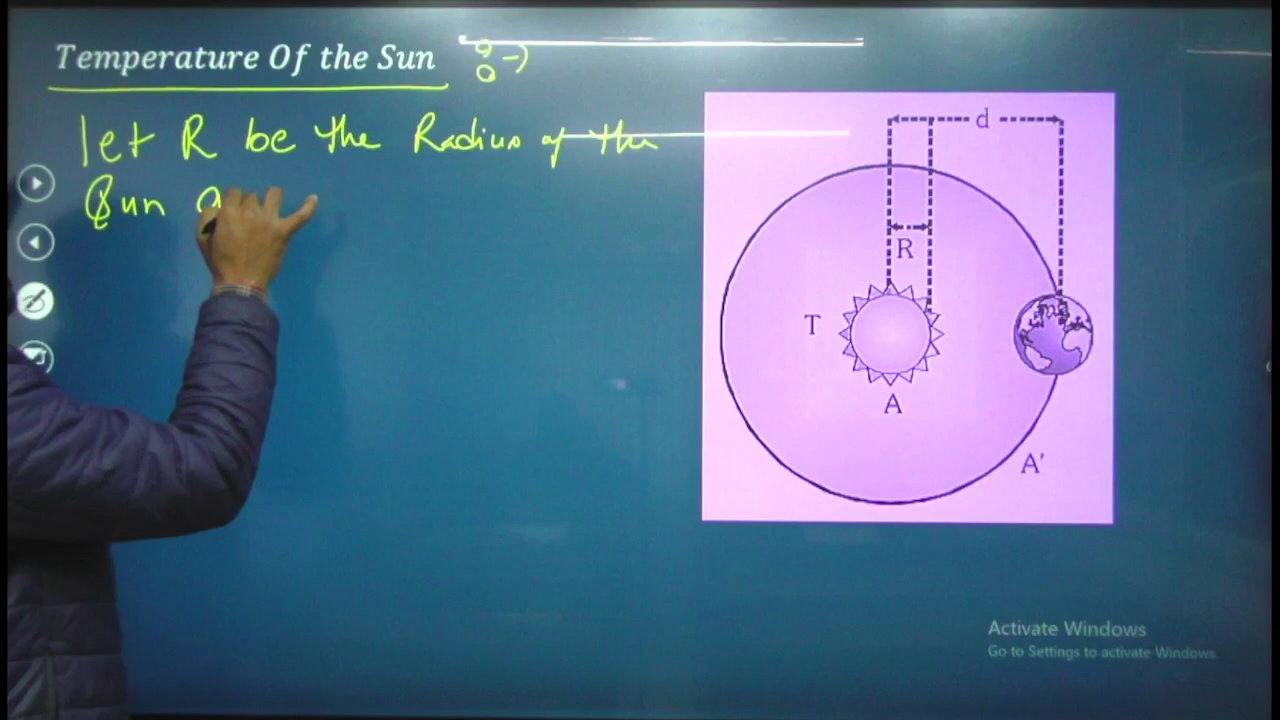 Temperature Of the Sun :->
let R be the Radius of the
Sun
d
R
T
A
A'
Activate Windows
Go to Settings to activate Windows.